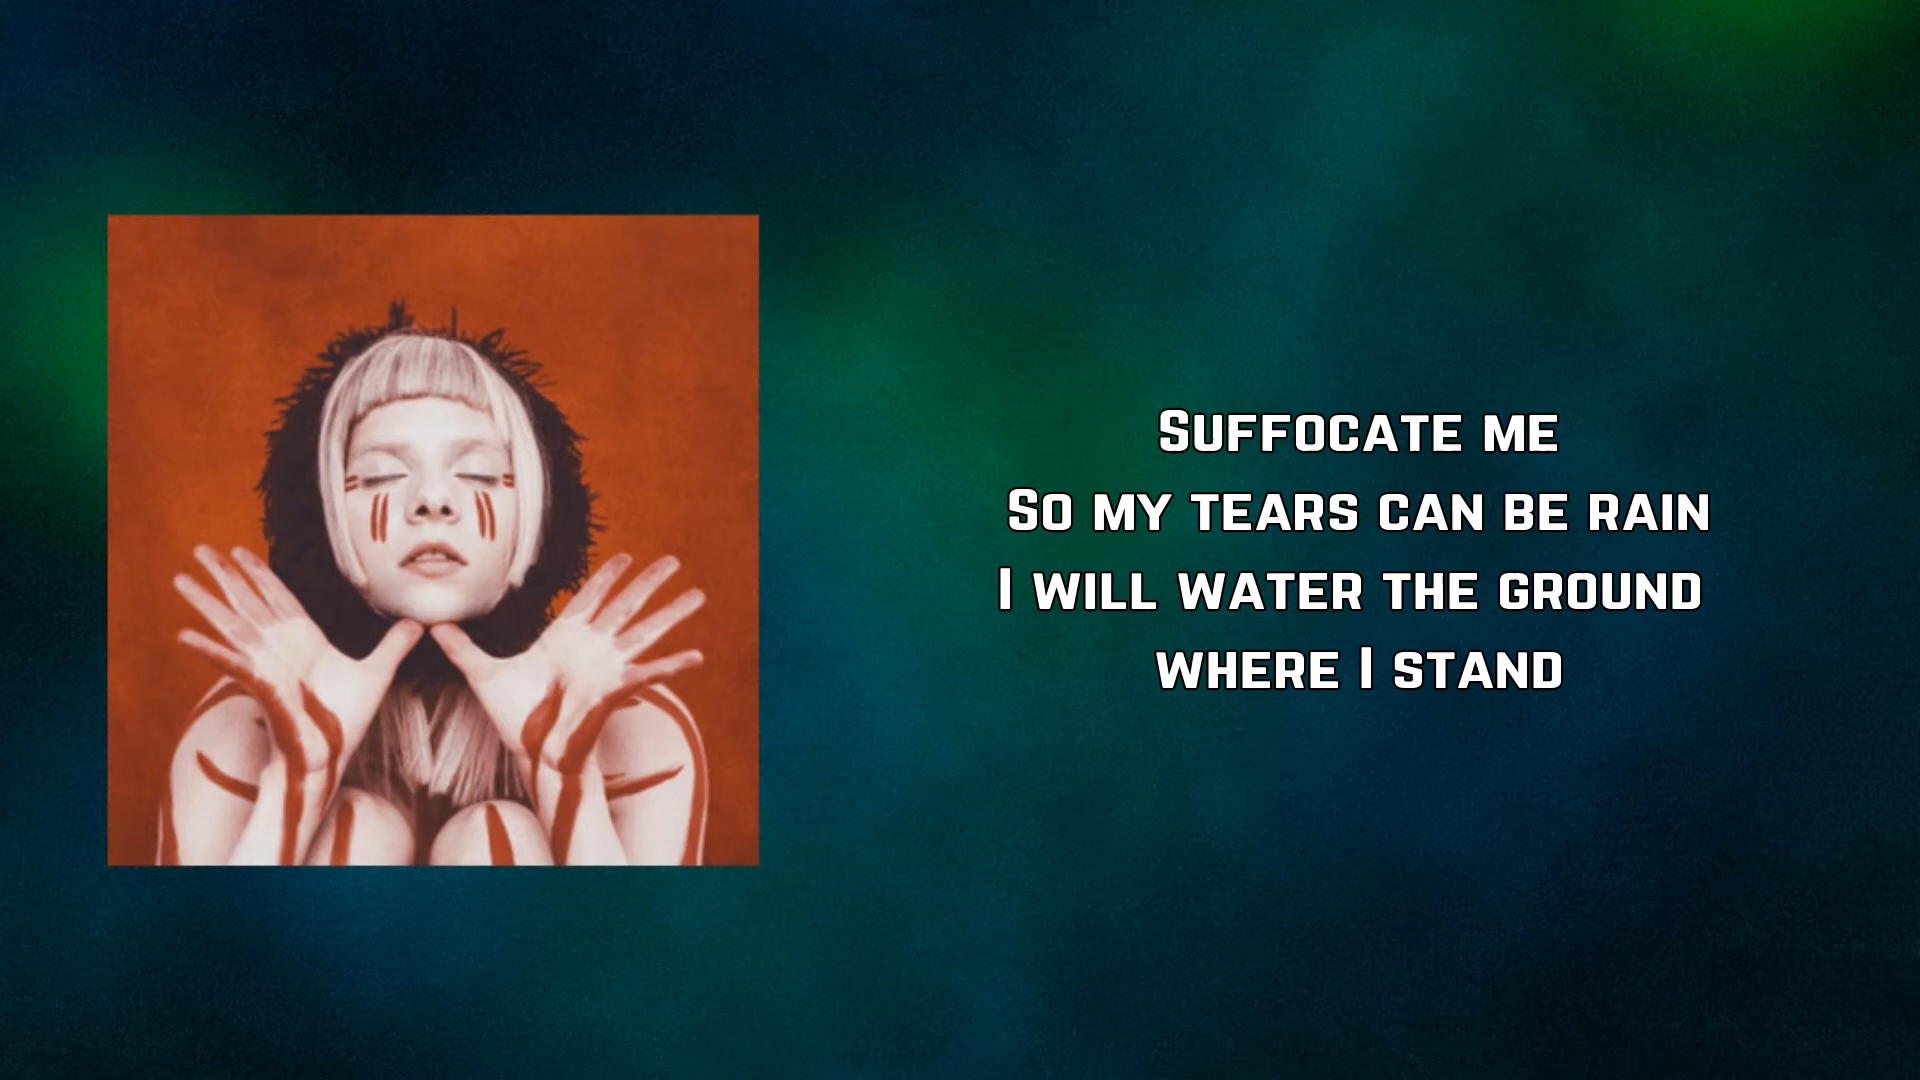 Suffocate me
So my tears can be rain
I will water the ground
where I stand